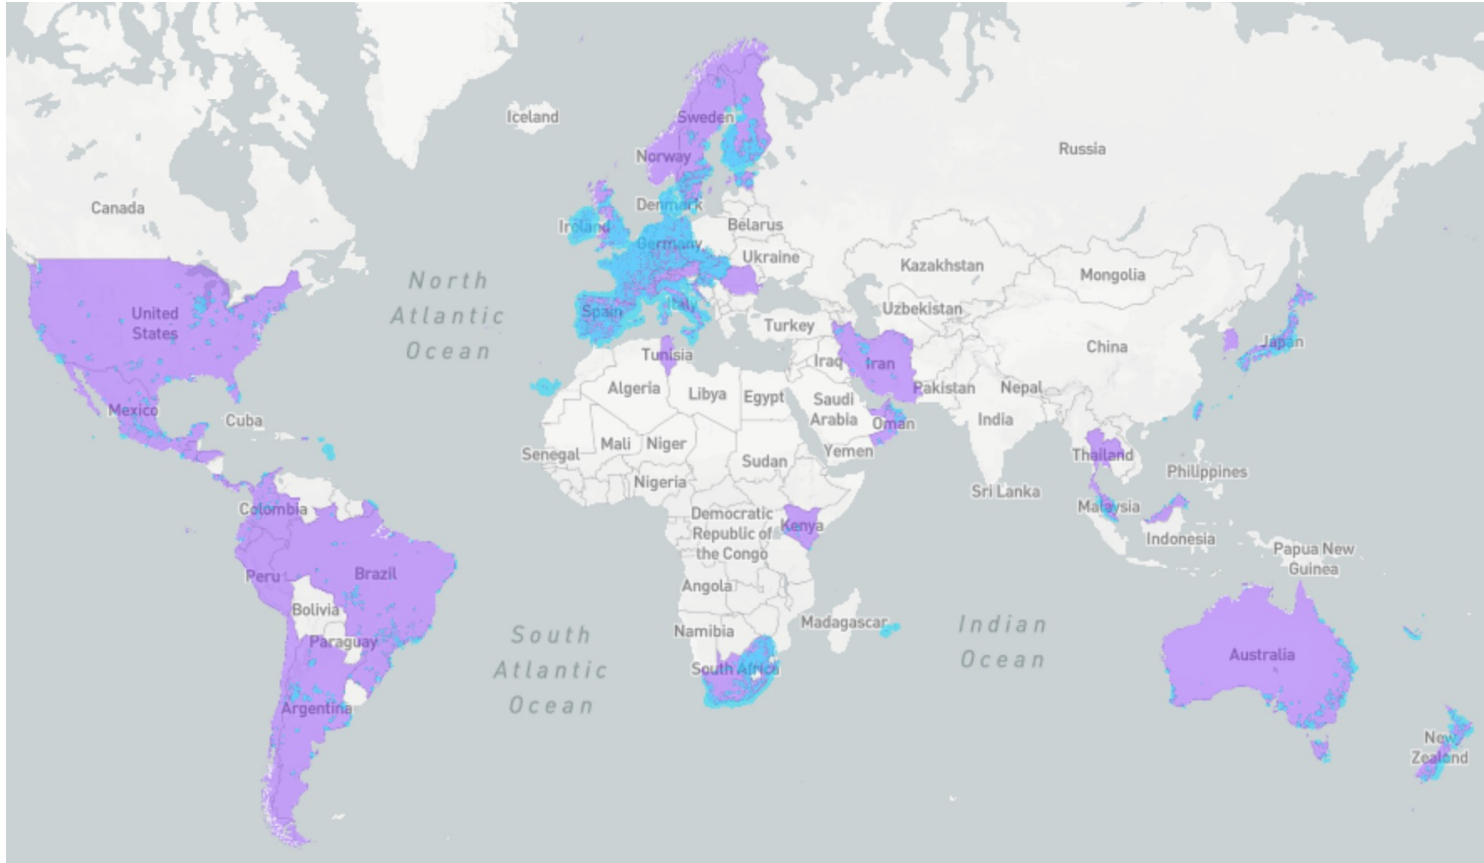 Iceland
Sweden
Russia
Norway
Canada
Denmark
Ireland
Belarus
Germany
Ukraine
Kazakhstan
Mongolia
North
Atlantic
Ocean
United
States
Spain
Italy
Uzbekistan
Turkey
Japan
China
Tunisia
Iraq
Iran
Algeria
Libya
Egypt
Pakistan
Nepal
Mexico
Cuba
Saudi
Arabia
India
Oman
Mali
Niger
Yemen
Senegal
Sudan
Thailand
Philippines
Nigeria
Sri Lanka
Colombia
Malaysia
Democratic
Republic of
the Congo
Kenya
Indonesia
Papua New
Guinea
Peru
Brazil
Angola
Bolivia
Madagascar
Namibia
Paraguay
South
Atlantic
Ocean
Indian
Ocean
South Africa
Australia
Argentina
New
Zealand